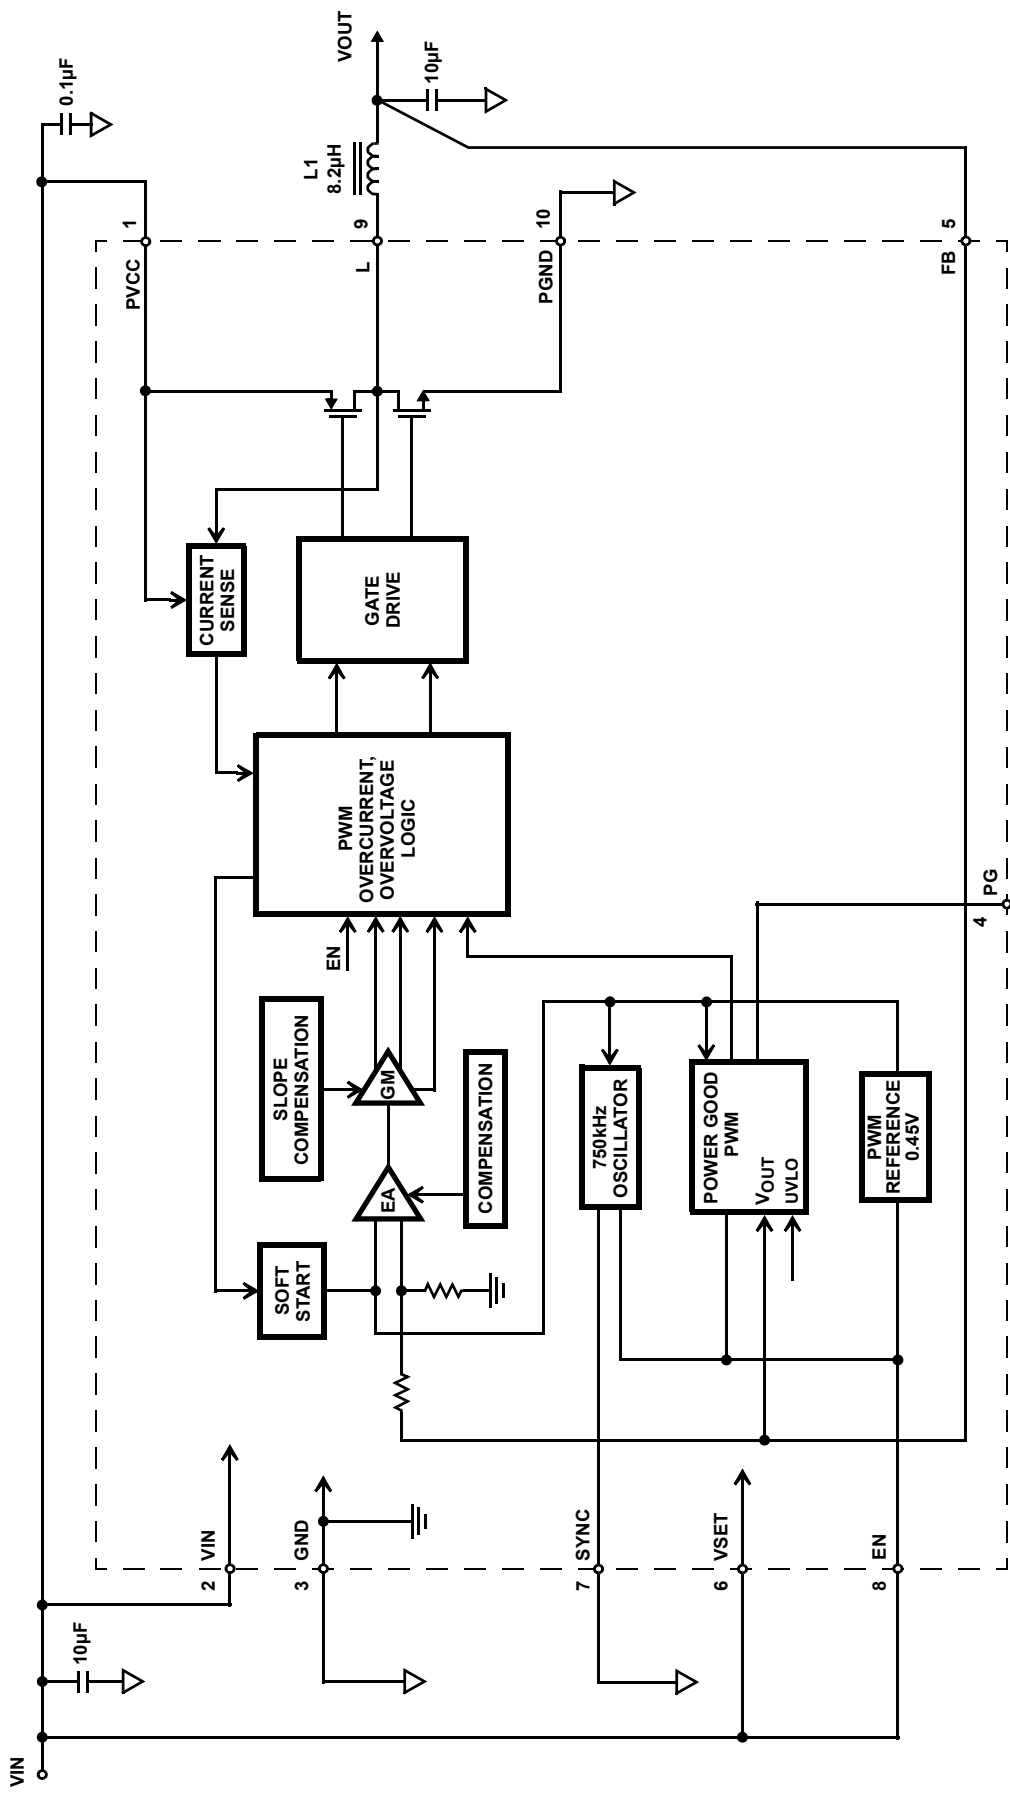 VIN
10µF
0.1µF
2
VIN
3
GND
7
SYNC
6
VSET
8
EN
SOFT
START
SLOPE
COMPENSATION
EA
GM
COMPENSATION
EN
PWM
OVERCURRENT,
OVERVOLTAGE
LOGIC
CURRENT
SENSE
GATE
DRIVE
750kHz
OSCILLATOR
POWER GOOD
PWM
VOUT
UVLO
PWM
REFERENCE
0.45V
4
PG
PVCC
1
L
9
PGND
10
FB
5
L1
8.2µH
VOUT
10µF